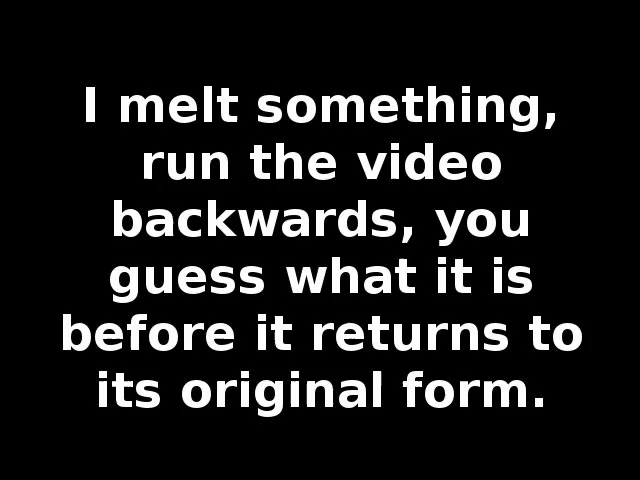 I melt something,
run the video
backwards, you
guess what it is
before it returns to
its original form.